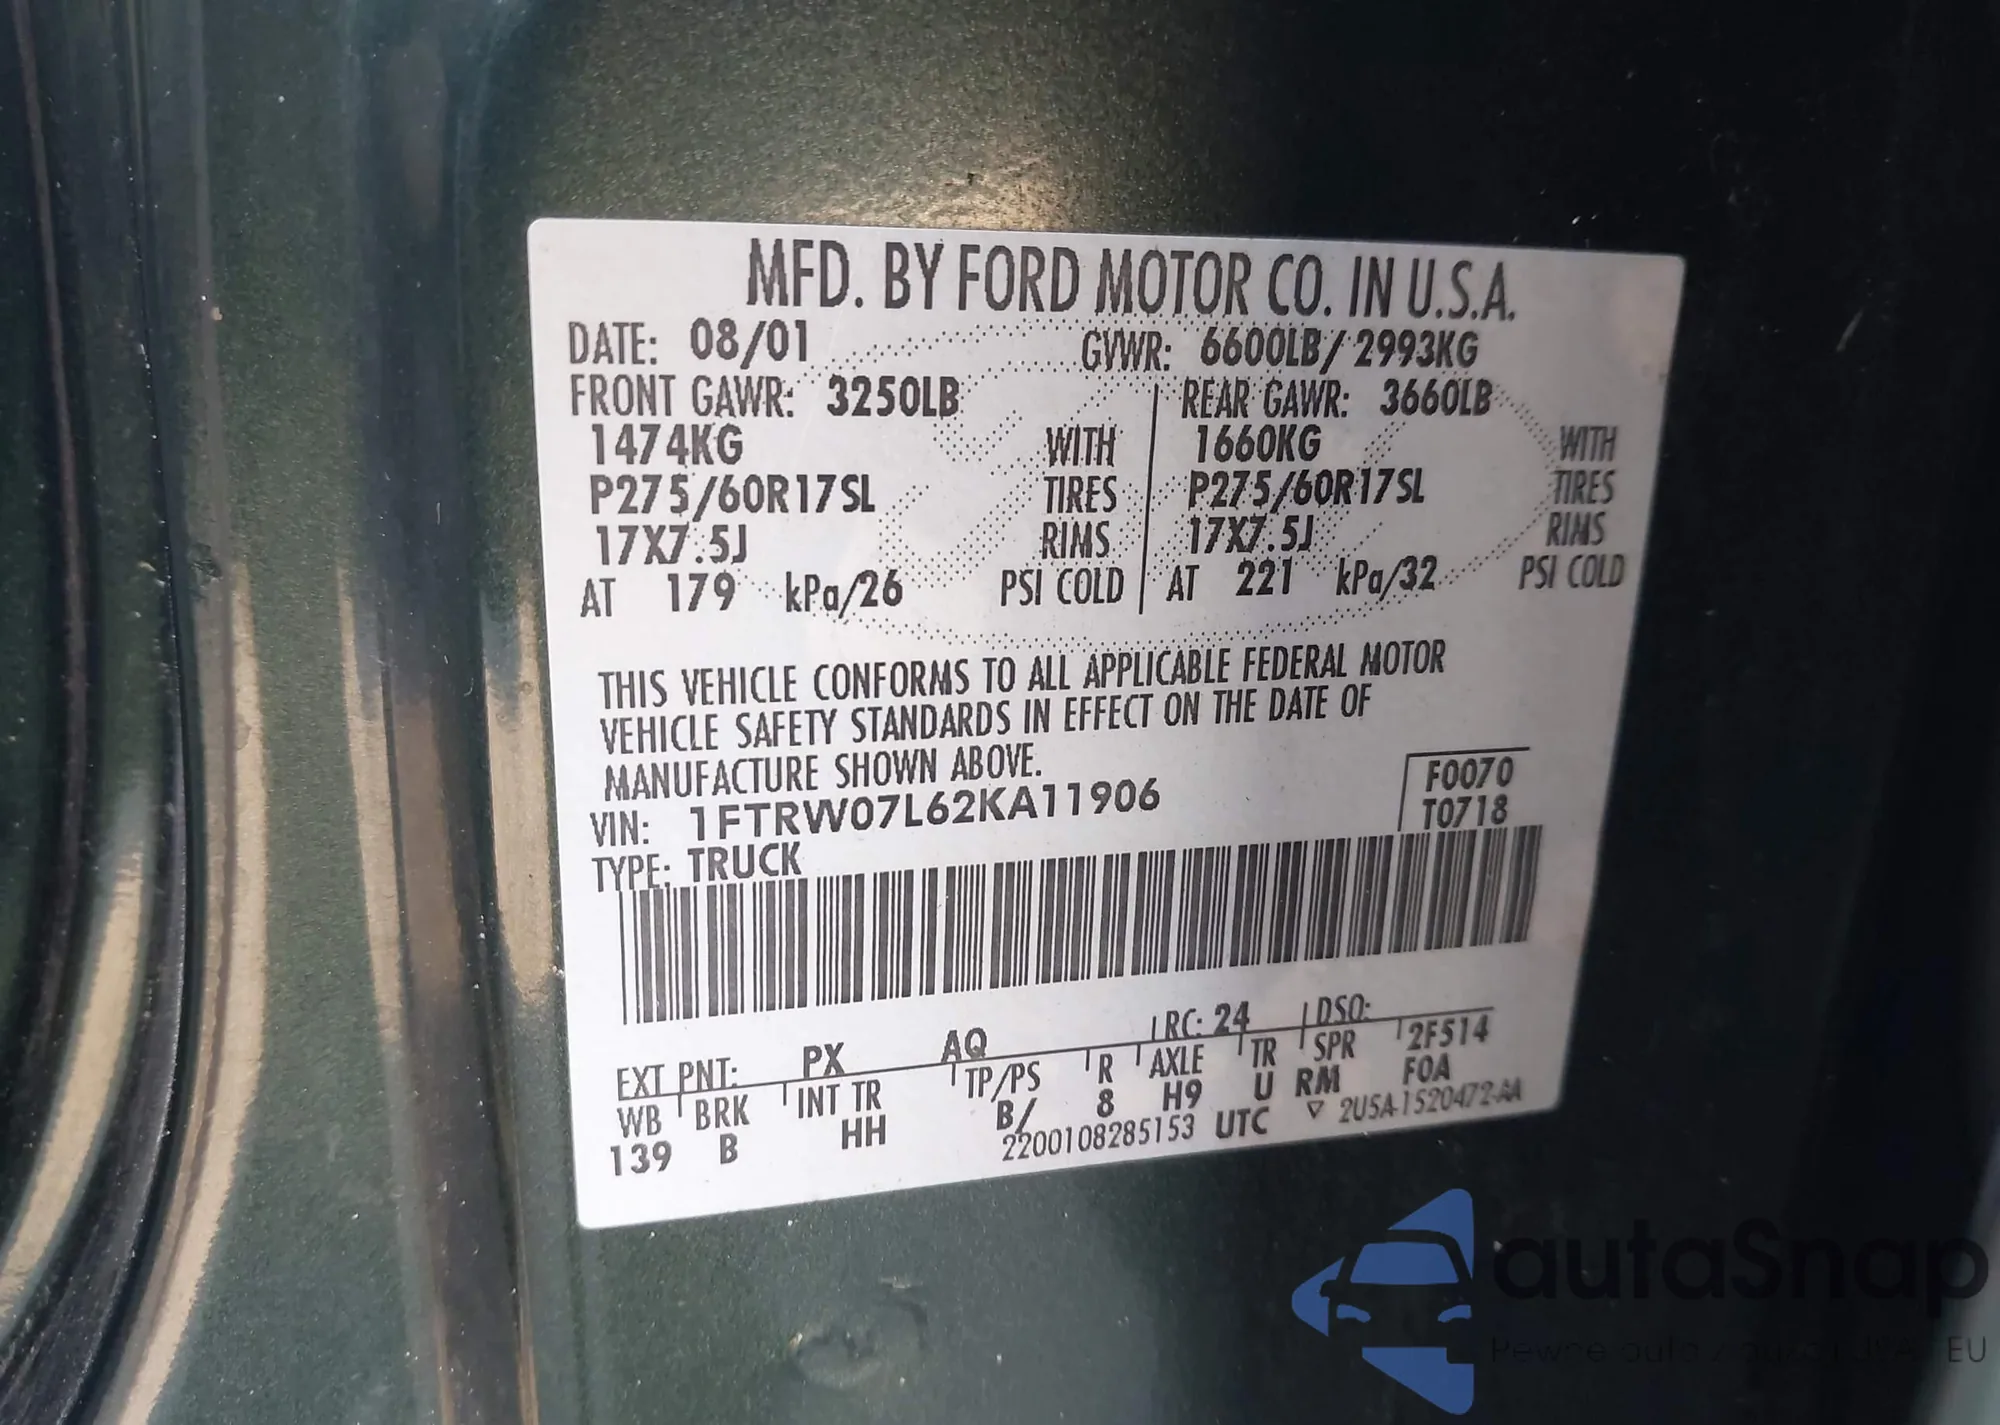 MFD. BY FORD MOTOR CO. IN U.S.A.
DATE: 08/01 GVWR: 6600LB/2993KG
FRONT GAWR: 3250LB REAR GAWR: 3660LB
1474KG WITH 1660KG WITH
P275/60R17SL TIRES P275/60R17SL TIRES
17X7.5J RIMS 17X7.5J RIMS
AT 179 kPa/26 PSI COLD AT 221 kPa/32 PSI COLD
THIS VEHICLE CONFORMS TO ALL APPLICABLE FEDERAL MOTOR
VEHICLE SAFETY STANDARDS IN EFFECT ON THE DATE OF
MANUFACTURE SHOWN ABOVE.
F0070
VIN: 1FTRW07L62KA11906
T0718
TYPE: TRUCK
EXT PNT: PX AQ RC: 24 DSO:
WB BRK INT TR TP/PS R AXLE TR SPR 2F514
139 B HH B/ 8 H9 U RM F0A
2200108285153 UTC ▽ 2U5A-1520472-AA
autoSnap
Pewne auto z EU